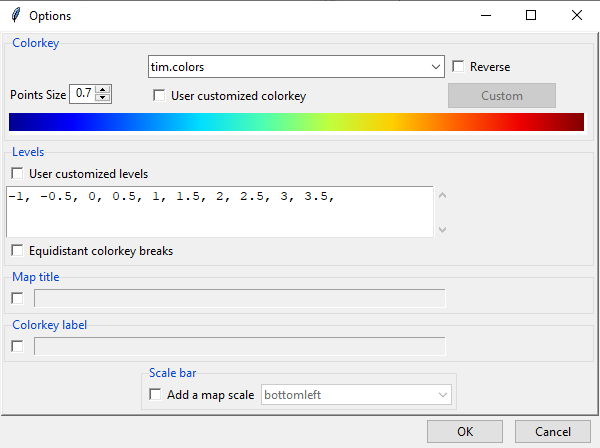 Options
Colorkey
tim.colors
Reverse
Points Size 0.7
User customized colorkey
Custom
Levels
User customized levels
-1, -0.5, 0, 0.5, 1, 1.5, 2, 2.5, 3, 3.5,
Equidistant colorkey breaks
Map title
Colorkey label
Scale bar
Add a map scale bottomleft
OK Cancel